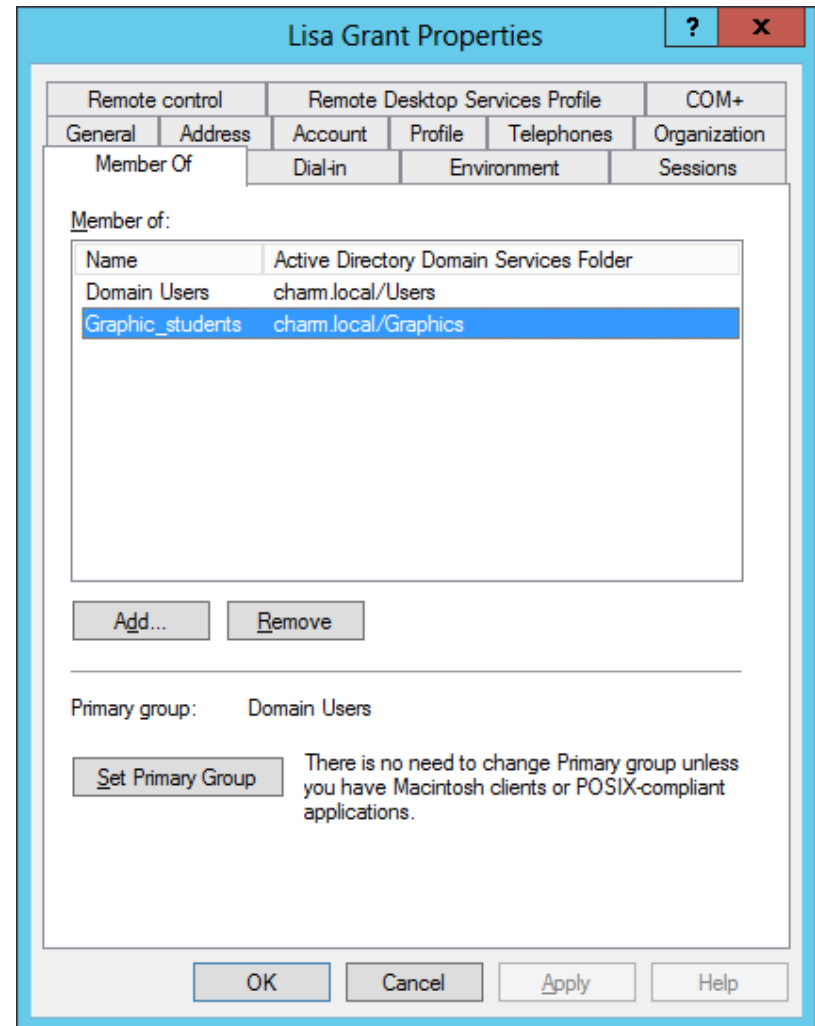 Lisa Grant Properties
? x
Remote control Remote Desktop Services Profile COM+
General Address Account Profile Telephones Organization
Member Of Dial-in Environment Sessions
Member of:
Name Active Directory Domain Services Folder
Domain Users charm.local/Users
Graphic_students charm.local/Graphics
Add... Remove
Primary group: Domain Users
Set Primary Group
There is no need to change Primary group unless
you have Macintosh clients or POSIX-compliant
applications.
OK Cancel Apply Help